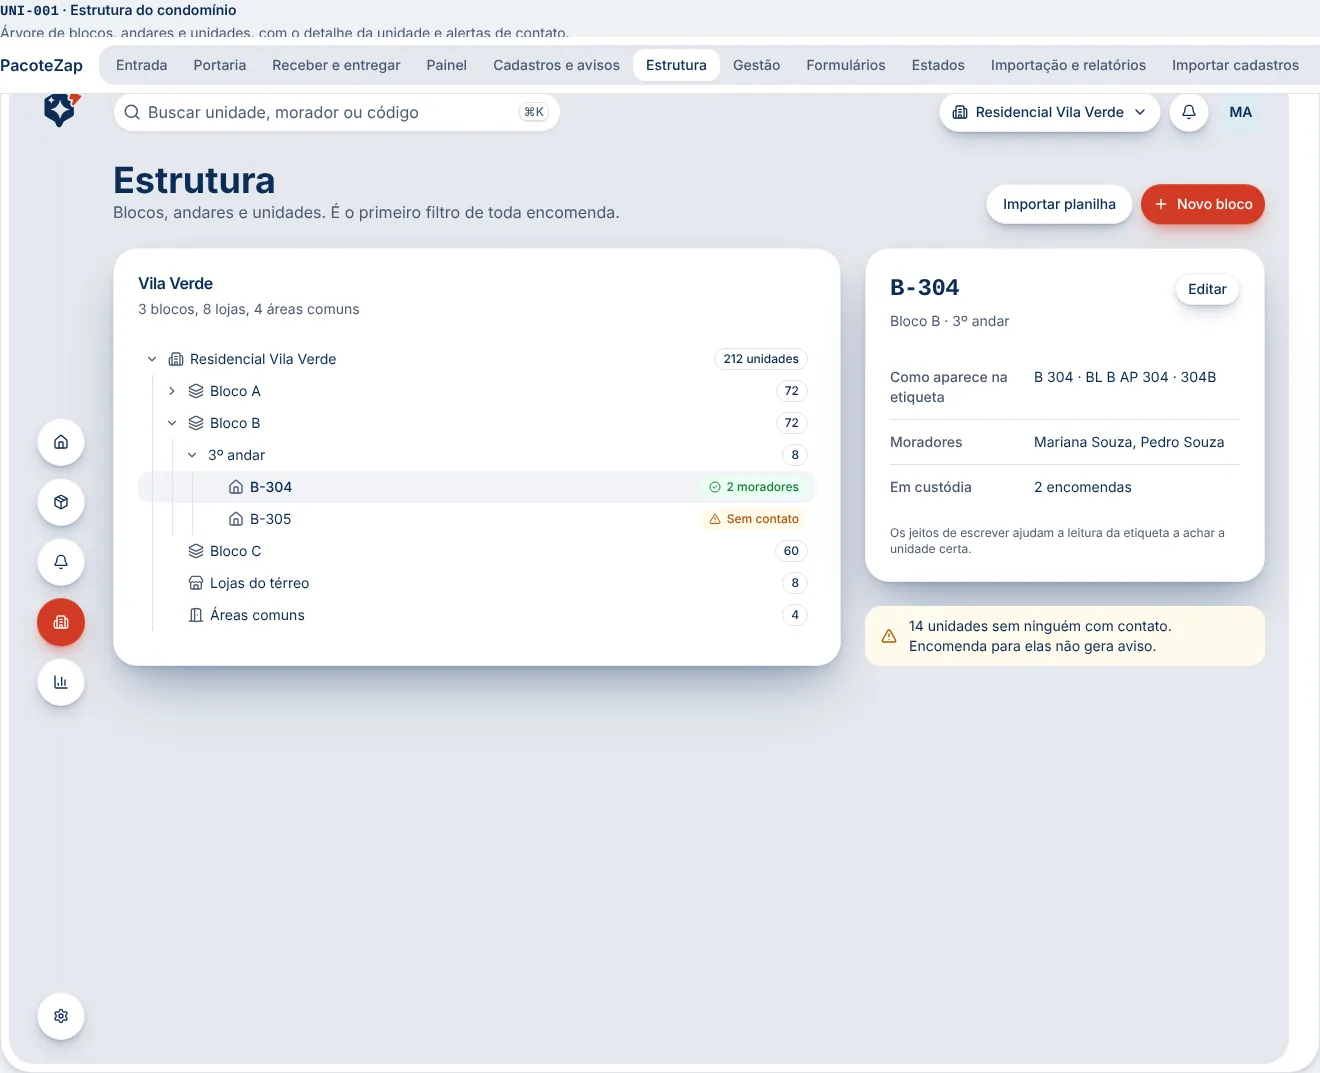 UNI-001 · Estrutura do condomínio
Árvore de blocos, andares e unidades, com o detalhe da unidade e alertas de contato.
PacoteZap
Entrada
Portaria
Receber e entregar
Painel
Cadastros e avisos
Estrutura
Gestão
Formulários
Estados
Importação e relatórios
Importar cadastros
Buscar unidade, morador ou código
⌘K
Residencial Vila Verde
MA
Estrutura
Blocos, andares e unidades. É o primeiro filtro de toda encomenda.
Importar planilha
+ Novo bloco
Vila Verde
3 blocos, 8 lojas, 4 áreas comuns
Residencial Vila Verde
212 unidades
Bloco A
72
Bloco B
72
3º andar
8
B-304
2 moradores
B-305
Sem contato
Bloco C
60
Lojas do térreo
8
Áreas comuns
4
B-304
Editar
Bloco B · 3º andar
Como aparece na
etiqueta
B 304 · BL B AP 304 · 304B
Moradores
Mariana Souza, Pedro Souza
Em custódia
2 encomendas
Os jeitos de escrever ajudam a leitura da etiqueta a achar a
unidade certa.
14 unidades sem ninguém com contato.
Encomenda para elas não gera aviso.